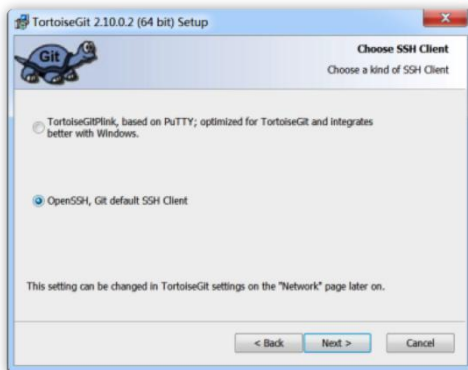 TortoiseGit 2.10.0.2 (64 bit) Setup
Git
Choose SSH Client
Choose a kind of SSH Client
TortoiseGitPlink, based on PuTTY; optimized for TortoiseGit and integrates
better with Windows.
OpenSSH, Git default SSH Client
This setting can be changed in TortoiseGit settings on the "Network" page later on.
< Back
Next >
Cancel